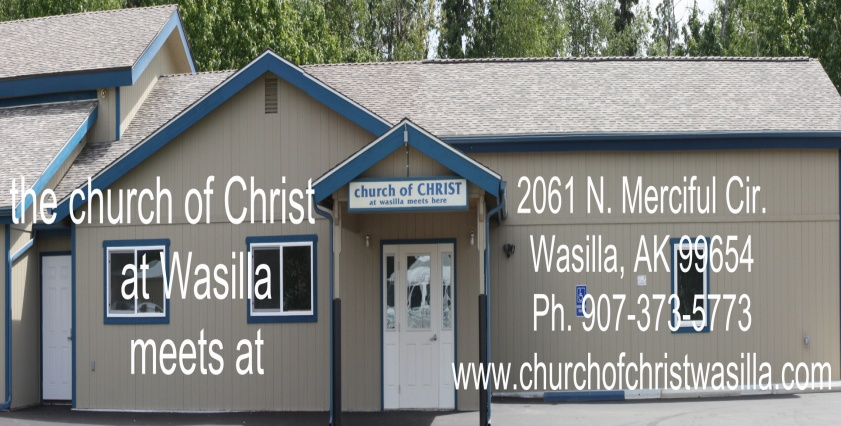 the church of Christ
at Wasilla
meets at
church of CHRIST
at wasilla meets here
2061 N. Merciful Cir.
Wasilla, AK 99654
Ph. 907-373-5773
www.churchofchristwasilla.com